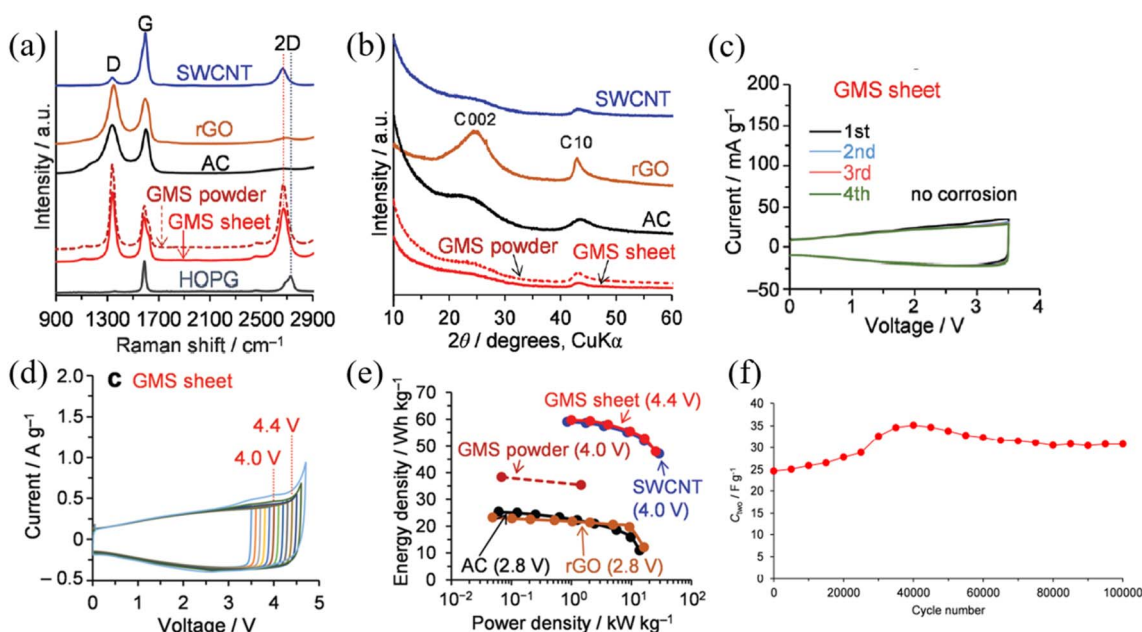 (a)
G
2D
D
SWCNT
rGO
AC
GMS powder
GMS sheet
HOPG
Intensity / a.u.
900 1300 1700 2100 2500 2900
Raman shift / cm⁻¹
(b)
SWCNT
C 002
C 10
rGO
AC
GMS powder
GMS sheet
Intensity / a.u.
10 20 30 40 50 60
2θ / degrees, CuKα
(c)
GMS sheet
1st
2nd
3rd
4th
no corrosion
Current / mA g⁻¹
200
150
100
50
0
−50
0 1 2 3 4
Voltage / V
(d)
c GMS sheet
4.4 V
4.0 V
Current / A g⁻¹
2.0
1.5
1.0
0.5
0
−0.5
0 1 2 3 4 5
Voltage / V
(e)
GMS sheet (4.4 V)
GMS powder (4.0 V)
SWCNT
(4.0 V)
AC (2.8 V)
rGO (2.8 V)
Energy density / Wh kg⁻¹
70
60
50
40
30
20
10
0
10⁻² 10⁻¹ 10⁰ 10¹ 10²
Power density / kW kg⁻¹
(f)
C two / F g⁻¹
40
35
30
25
20
15
10
5
0
0 20000 40000 60000 80000 100000
Cycle number